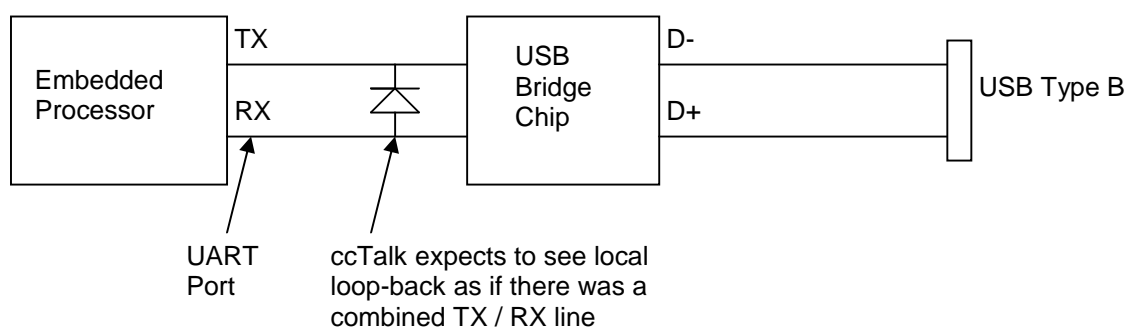 TX
RX
Embedded
Processor
USB
Bridge
Chip
D-
D+
USB Type B
UART
Port
ccTalk expects to see local
loop-back as if there was a
combined TX / RX line